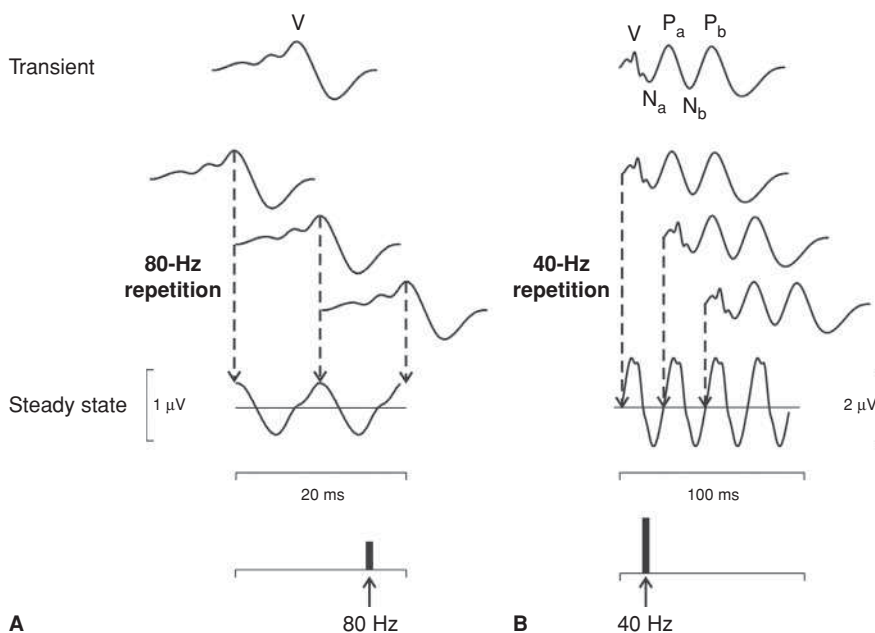 V
Transient
V
P_a
P_b
N_a
N_b
80-Hz
repetition
40-Hz
repetition
Steady state
1 μV
2 μV
20 ms
100 ms
A
80 Hz
B
40 Hz